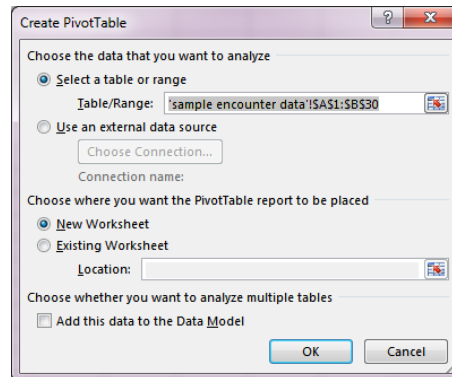 Create PivotTable
Choose the data that you want to analyze
Select a table or range
Table/Range: 'sample encounter data'!$A$1:$B$30
Use an external data source
Choose Connection...
Connection name:
Choose where you want the PivotTable report to be placed
New Worksheet
Existing Worksheet
Location:
Choose whether you want to analyze multiple tables
Add this data to the Data Model
OK Cancel